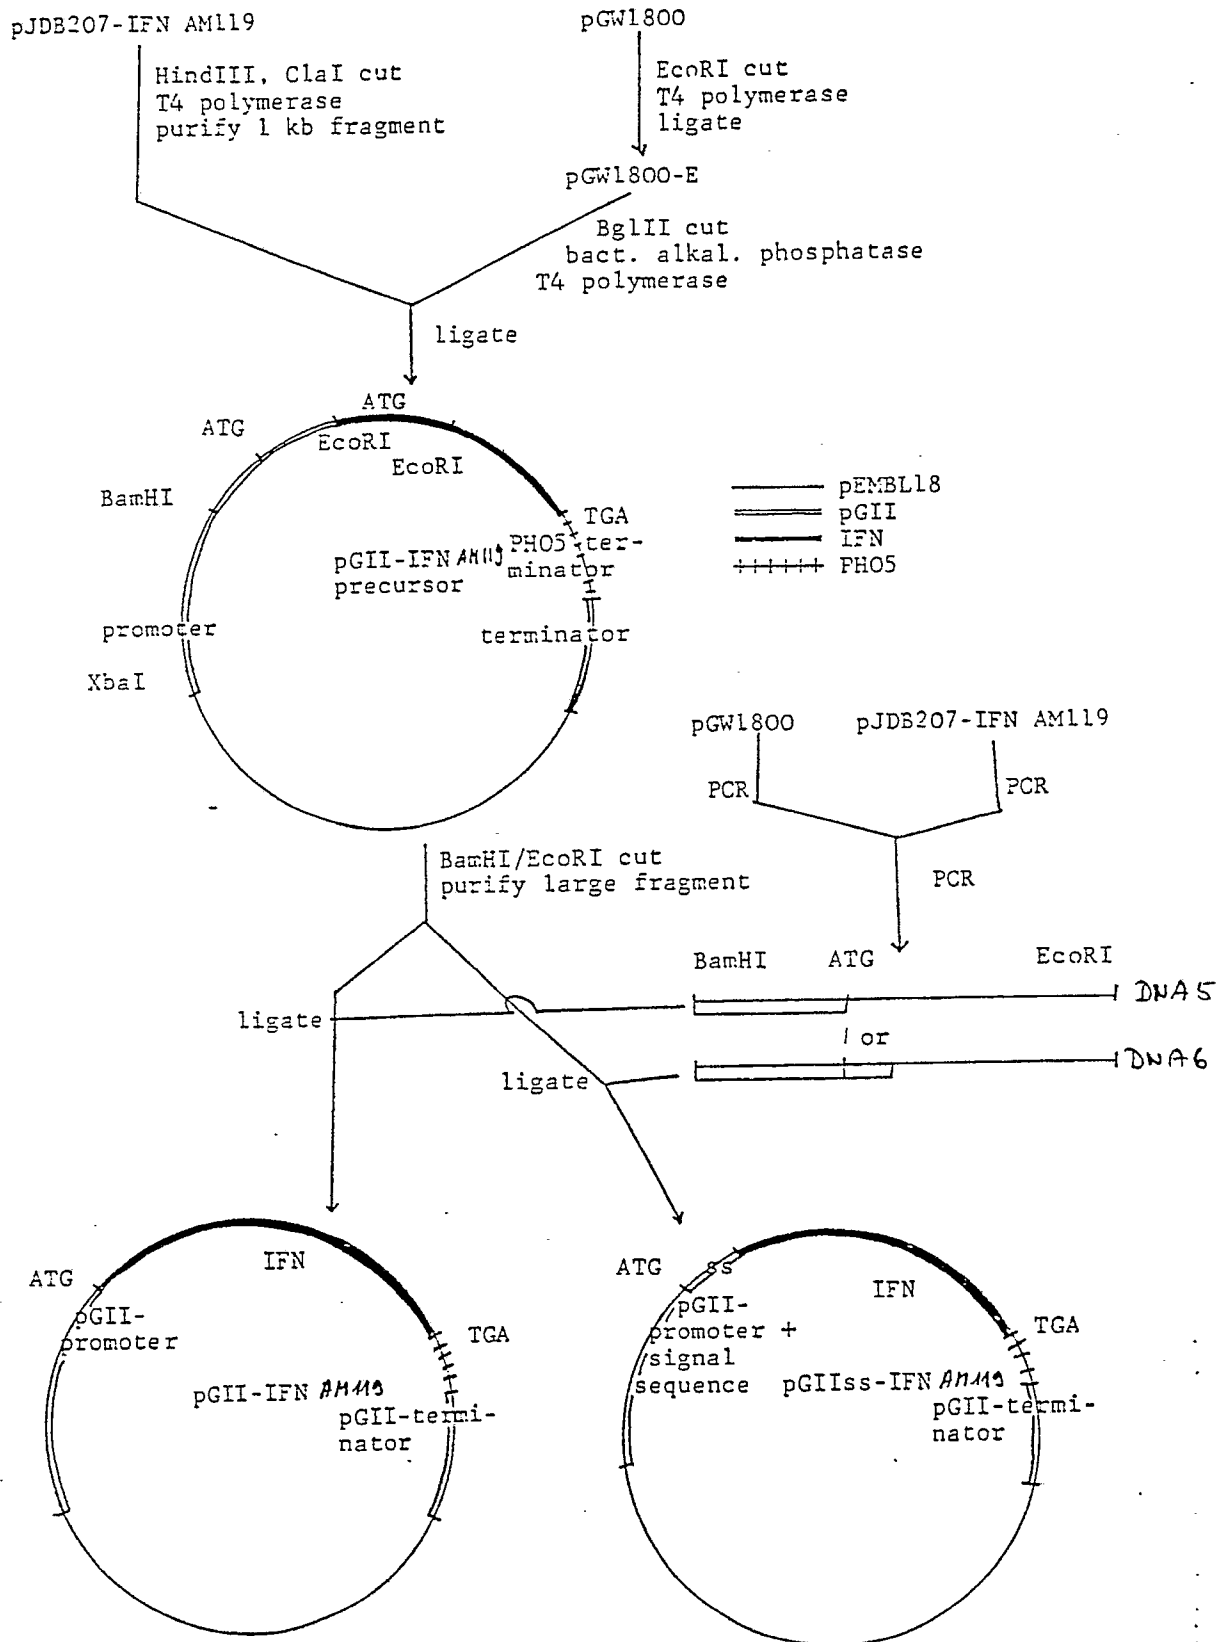 pJDB207-IFN AM119
pGW1800
HindIII, ClaI cut
T4 polymerase
purify 1 kb fragment
EcoRI cut
T4 polymerase
ligate
pGW1800-E
BglII cut
bact. alkal. phosphatase
T4 polymerase
ligate
ATG
ATG
EcoRI
EcoRI
BamHI
TGA
PHO5-ter-
minator
pGII-IFN AM119
precursor
promoter
terminator
XbaI
pEMBL18
pGII
IFN
PHO5
pGW1800
pJDB207-IFN AM119
PCR
PCR
PCR
BamHI/EcoRI cut
purify large fragment
BamHI
ATG
EcoRI
DNA5
or
DNA6
ligate
ligate
IFN
ATG
pGII-
promoter
TGA
pGII-IFN AM119
pGII-termi-
nator
ATG
ss
IFN
pGII-
promoter +
signal
sequence
TGA
pGIIss-IFN AM119
pGII-termi-
nator